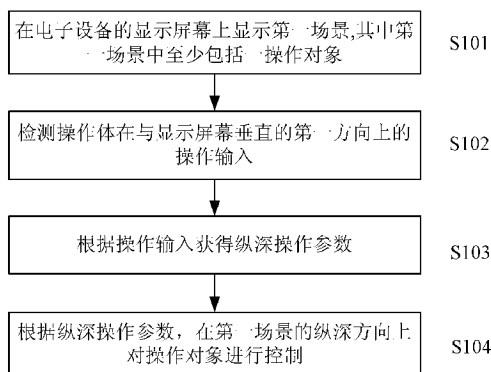 在电子设备的显示屏幕上显示第一场景,其中第
一场景中至少包括一操作对象
S101
检测操作体在与显示屏幕垂直的第一方向上的
操作输入
S102
根据操作输入获得纵深操作参数
S103
根据纵深操作参数，在第一场景的纵深方向上
对操作对象进行控制
S104